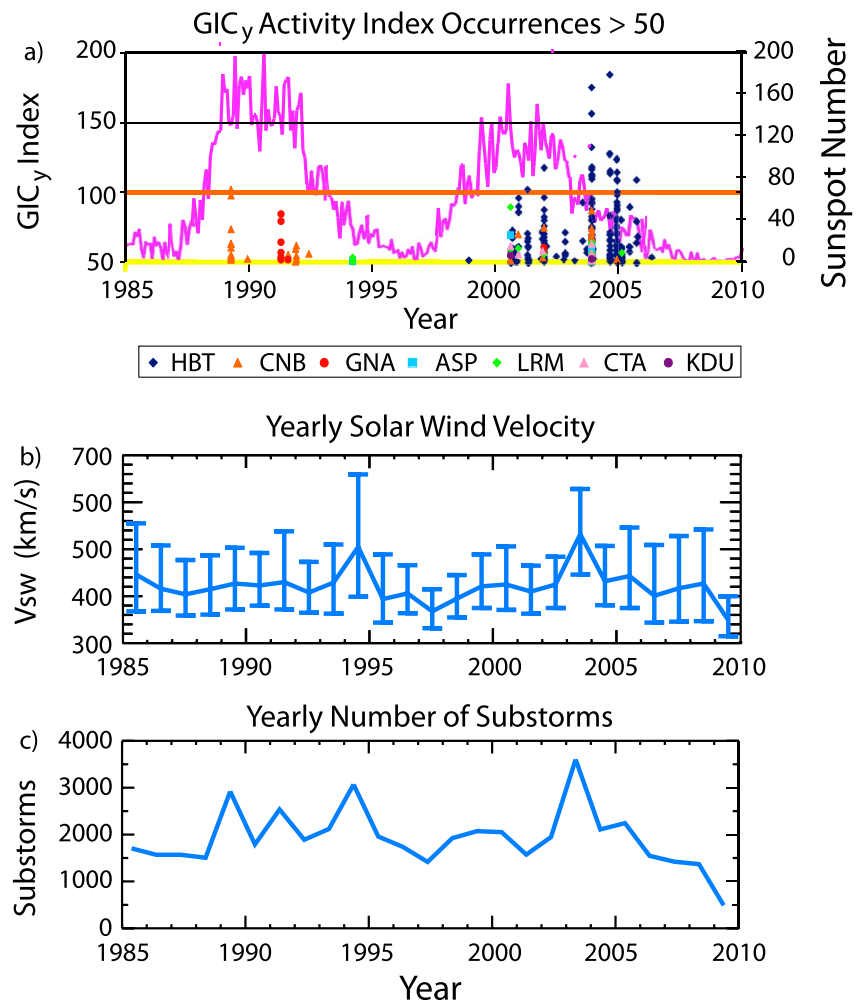 GICy Activity Index Occurrences > 50
a)
200
150
100
50
GICy Index
200
160
120
80
40
0
Sunspot Number
1985 1990 1995 2000 2005 2010
Year
HBT CNB GNA ASP LRM CTA KDU
Yearly Solar Wind Velocity
b)
700
500
500
400
300
Vsw (km/s)
1985 1990 1995 2000 2005 2010
Yearly Number of Substorms
c)
4000
3000
2000
1000
0
Substorms
1985 1990 1995 2000 2005 2010
Year